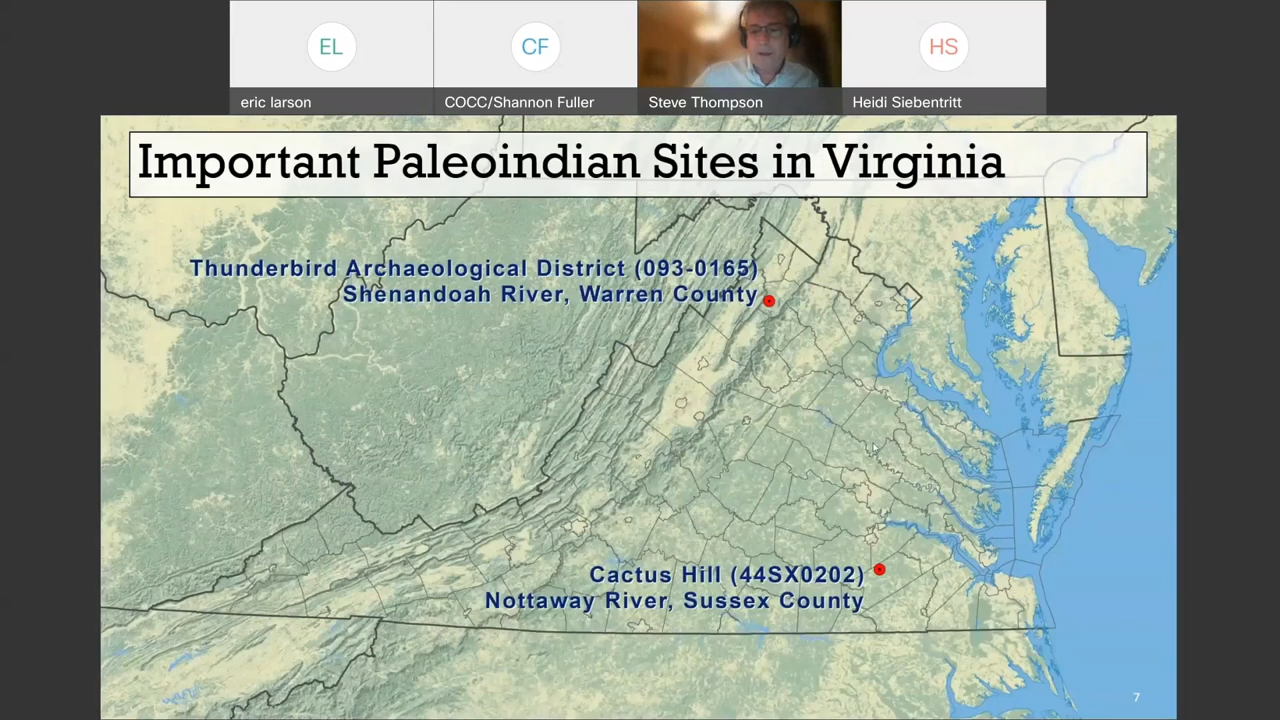 EL
CF
HS
eric larson
COCC/Shannon Fuller
Steve Thompson
Heidi Siebentritt
Important Paleoindian Sites in Virginia
Thunderbird Archaeological District (093-0165)
Shenandoah River, Warren County
Cactus Hill (44SX0202)
Nottaway River, Sussex County
7